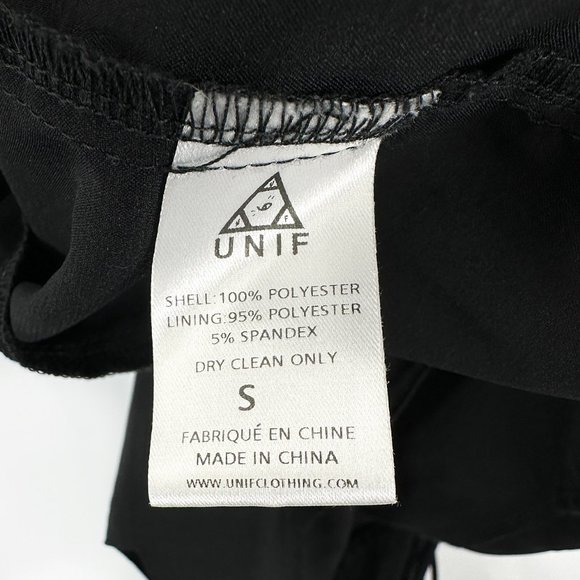 UNIF
SHELL:100% POLYESTER
LINING:95% POLYESTER
5% SPANDEX
DRY CLEAN ONLY
S
FABRIQUÉ EN CHINE
MADE IN CHINA
WWW.UNIFCLOTHING.COM